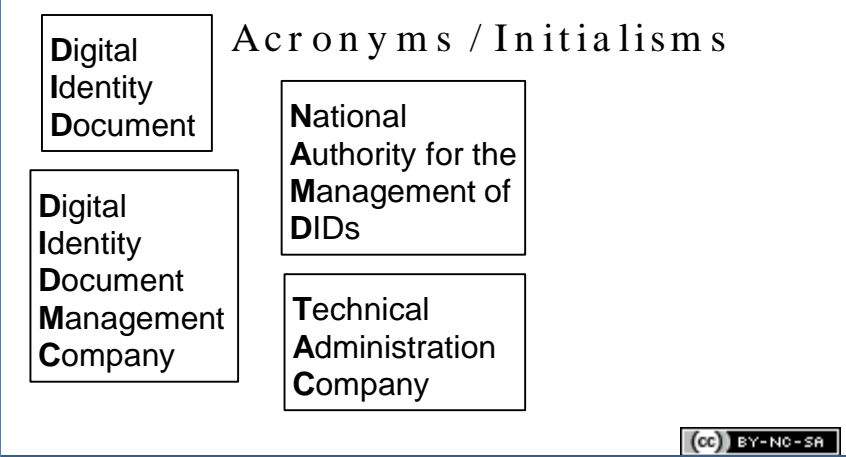 Acronyms / Initialisms
Digital
Identity
Document
Digital
Identity
Document
Management
Company
National
Authority for the
Management of
DIDs
Technical
Administration
Company
(cc) BY-NC-SA